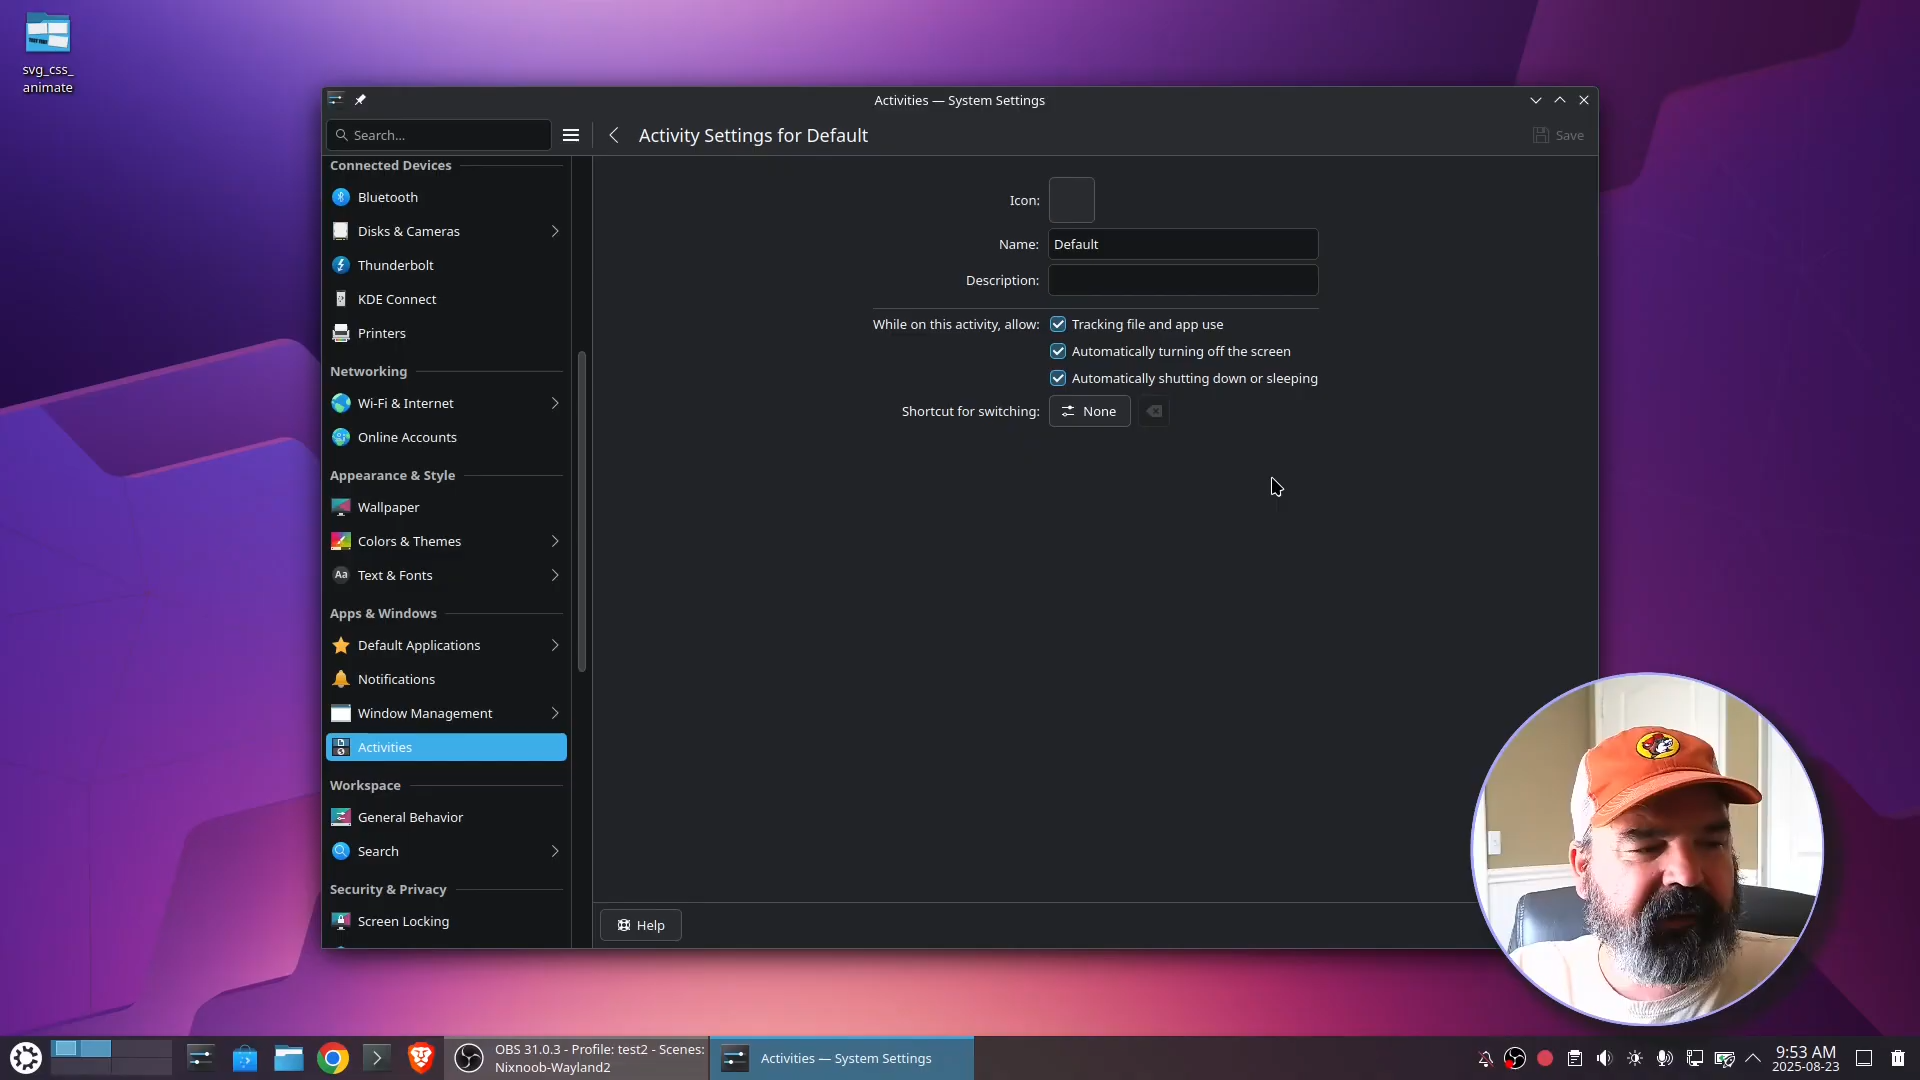 svg_css_
animate
Activities — System Settings
Search...
Activity Settings for Default
Save
Connected Devices
Bluetooth
Disks & Cameras
Thunderbolt
KDE Connect
Printers
Networking
Wi-Fi & Internet
Online Accounts
Appearance & Style
Wallpaper
Colors & Themes
Aa Text & Fonts
Apps & Windows
Default Applications
Notifications
Window Management
Activities
Workspace
General Behavior
Search
Security & Privacy
Screen Locking
Icon:
Name: Default
Description:
While on this activity, allow: Tracking file and app use
Automatically turning off the screen
Automatically shutting down or sleeping
Shortcut for switching: None
Help
OBS 31.0.3 - Profile: test2 - Scenes:
Nixnoob-Wayland2
Activities — System Settings
9:53 AM
2025-08-23